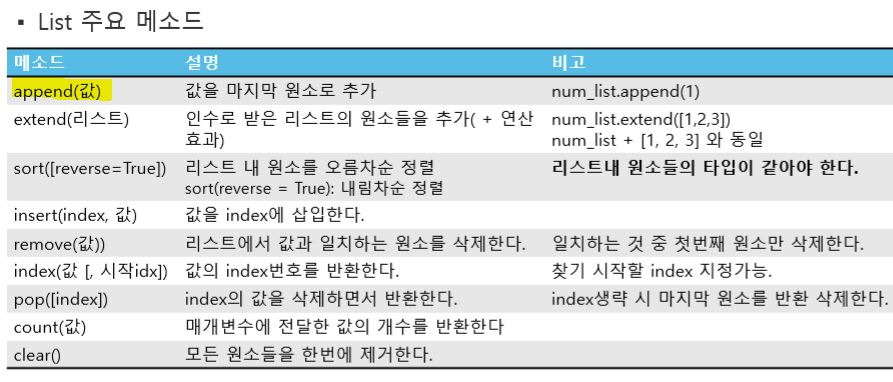 ▪ List 주요 메소드
메소드 설명 비고
append(값) 값을 마지막 원소로 추가 num_list.append(1)
extend(리스트) 인수로 받은 리스트의 원소들을 추가( + 연산 num_list.extend([1,2,3])
효과) num_list + [1, 2, 3] 와 동일
sort([reverse=True]) 리스트 내 원소를 오름차순 정렬 리스트내 원소들의 타입이 같아야 한다.
sort(reverse = True): 내림차순 정렬
insert(index, 값) 값을 index에 삽입한다.
remove(값)) 리스트에서 값과 일치하는 원소를 삭제한다. 일치하는 것 중 첫번째 원소만 삭제한다.
index(값 [, 시작idx]) 값의 index번호를 반환한다. 찾기 시작할 index 지정가능.
pop([index]) index의 값을 삭제하면서 반환한다. index생략 시 마지막 원소를 반환 삭제한다.
count(값) 매개변수에 전달한 값의 개수를 반환한다
clear() 모든 원소들을 한번에 제거한다.